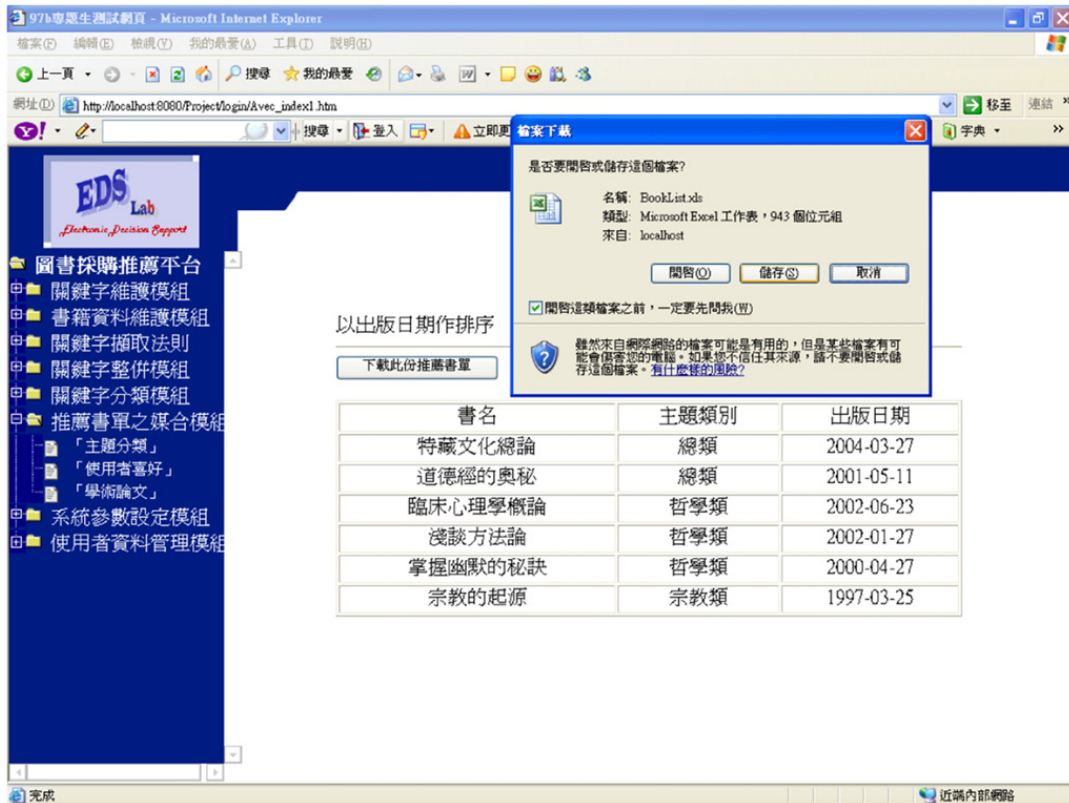 97b專題生測試網頁 - Microsoft Internet Explorer
檔案(F) 編輯(E) 檢視(V) 我的最愛(A) 工具(T) 說明(H)
上一頁 搜尋 我的最愛
網址(D) http://localhost:8080/Project/login/Avec_index1.htm 移至 連結 »
Y! 搜尋 登入 立即更 字典 »
檔案下載
是否要開啟或儲存這個檔案?
名稱: BookList.xls
類型: Microsoft Excel 工作表,943 個位元組
來自: localhost
開啟(O) 儲存(S) 取消
開啟這類檔案之前,一定要先問我(W)
雖然來自網際網路的檔案可能是有用的,但是某些檔案有可
能會傷害您的電腦。如果您不信任其來源,請不要開啟或儲
存這個檔案。有什麼樣的風險?
EDS
Lab
Electronic Decision Support
圖書採購推薦平台
關鍵字維護模組
書籍資料維護模組
關鍵字擷取法則
關鍵字整併模組
關鍵字分類模組
推薦書單之媒合模組
「主題分類」
「使用者喜好」
「學術論文」
系統參數設定模組
使用者資料管理模組
以出版日期作排序
下載此份推薦書單
書名 主題類別 出版日期
特藏文化總論 總類 2004-03-27
道德經的奧秘 總類 2001-05-11
臨床心理學概論 哲學類 2002-06-23
淺談方法論 哲學類 2002-01-27
掌握幽默的秘訣 哲學類 2000-04-27
宗教的起源 宗教類 1997-03-25
完成 近端內部網路